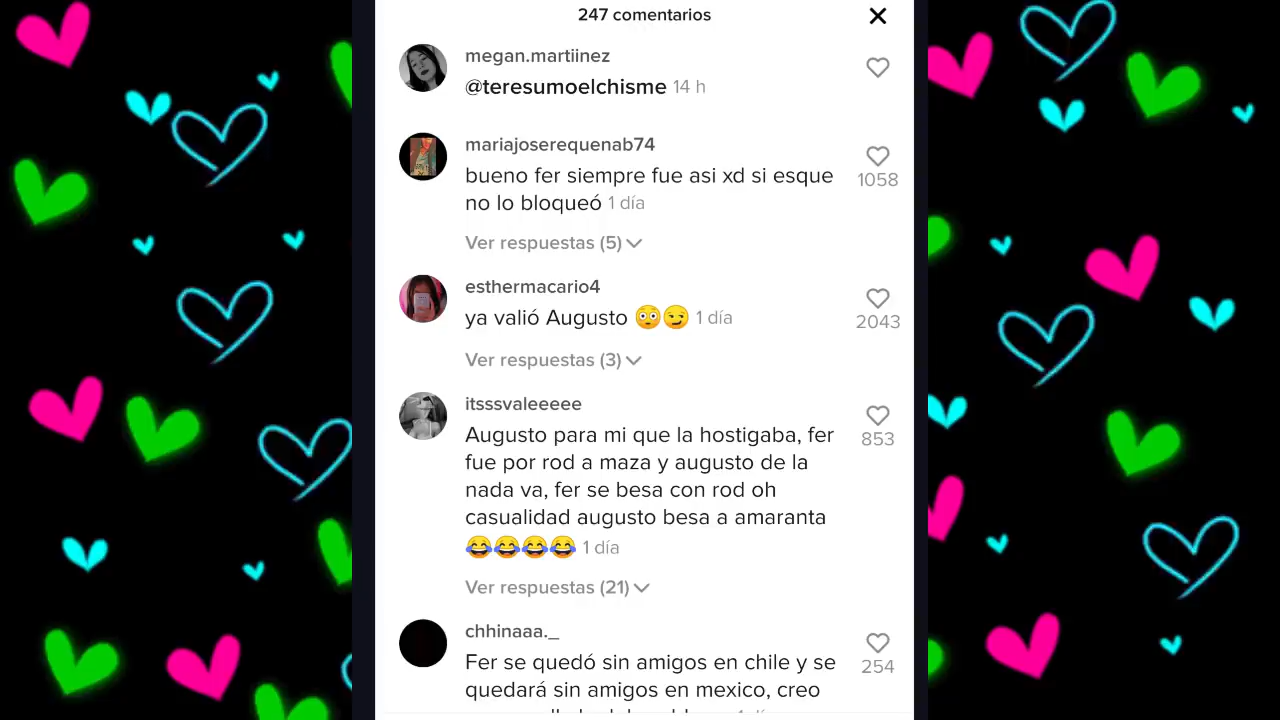 247 comentarios
megan.martiinez
@teresumoelchisme 14 h
mariajoserequenab74
bueno fer siempre fue asi xd si esque
no lo bloqueó 1 día
1058
Ver respuestas (5)
esthermacario4
ya valió Augusto 😳😏 1 día
2043
Ver respuestas (3)
itsssvaleeeee
Augusto para mi que la hostigaba, fer
fue por rod a maza y augusto de la
nada va, fer se besa con rod oh
casualidad augusto besa a amaranta
😂😂😂😂 1 día
853
Ver respuestas (21)
chhinaaa._
Fer se quedó sin amigos en chile y se
quedará sin amigos en mexico, creo
254